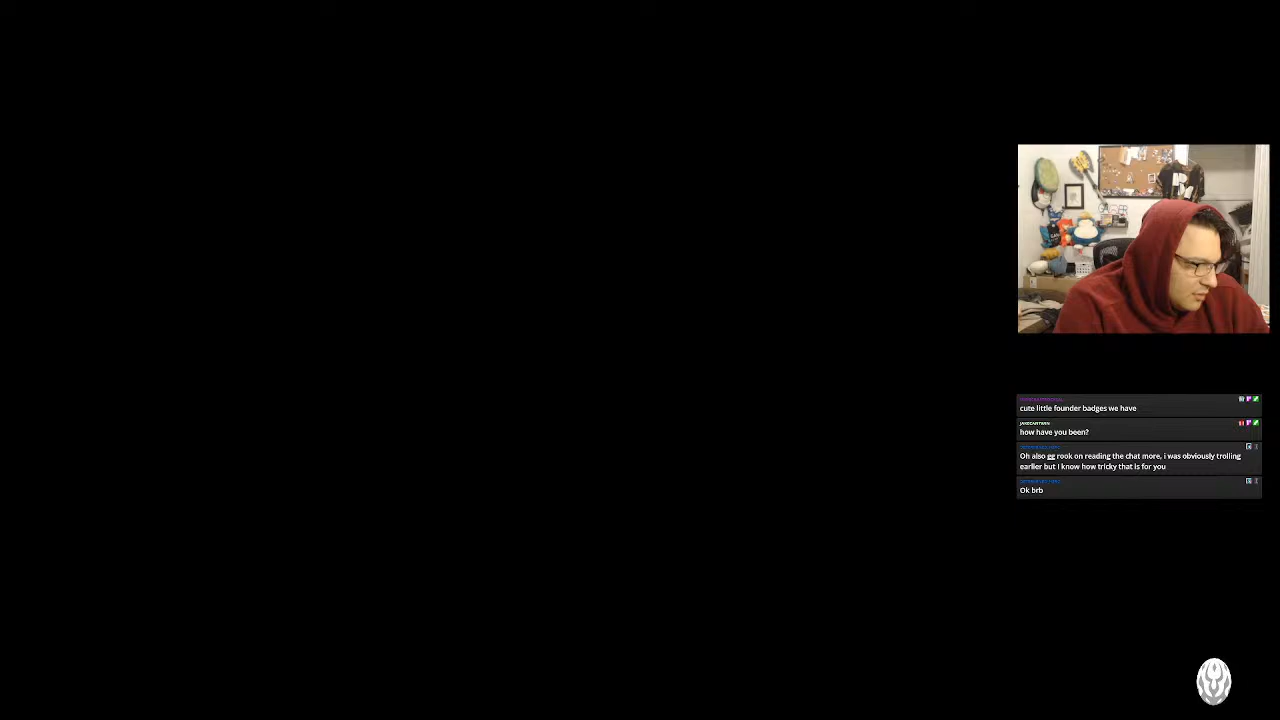 cute little founder badges we have
JAKECANTWIN
how have you been?
Oh also gg rook on reading the chat more, i was obviously trolling
earlier but I know how tricky that is for you
Ok brb